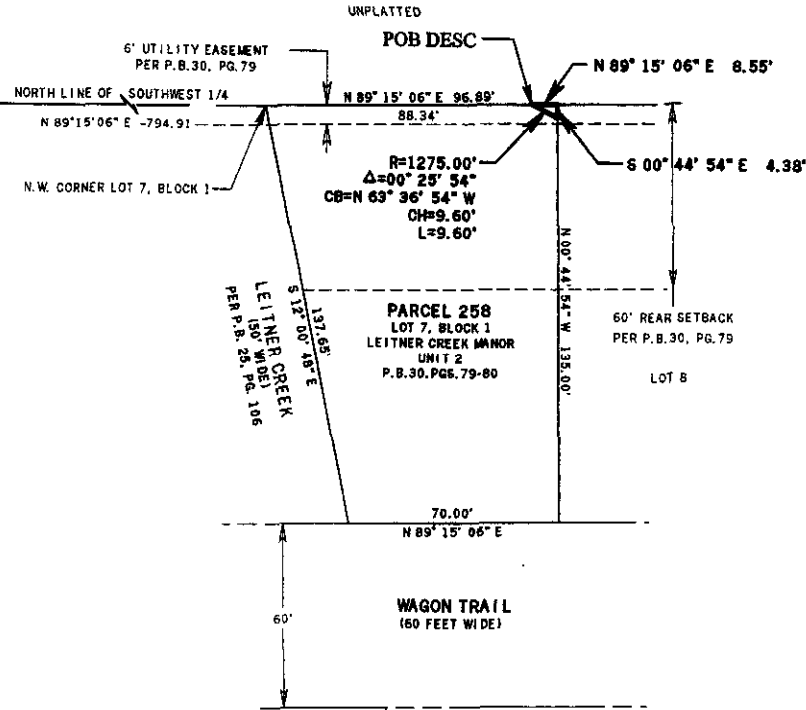 UNPLATTED
POB DESC
6' UTILITY EASEMENT
PER P.B.30, PG.79
N 89° 15' 06" E 8.55'
NORTH LINE OF SOUTHWEST 1/4
N 89° 15' 06" E 96.89'
88.34'
N 89°15'06" E -794.91
R=1275.00'
Δ=00° 25' 54"
CB=N 63° 36' 54" W
CH=9.60'
L=9.60'
S 00° 44' 54" E 4.38'
N.W. CORNER LOT 7, BLOCK 1
LEITNER CREEK
(50' WIDE)
PER P.B. 25, PG. 106
137.65'
S 12° 00' 48" E
PARCEL 258
LOT 7, BLOCK 1
LEITNER CREEK MANOR
UNIT 2
P.B.30.PGS.79-80
N 00° 44' 54" W 135.00'
60' REAR SETBACK
PER P.B.30, PG.79
LOT 8
70.00'
N 89° 15' 06" E
60'
WAGON TRAIL
(60 FEET WIDE)